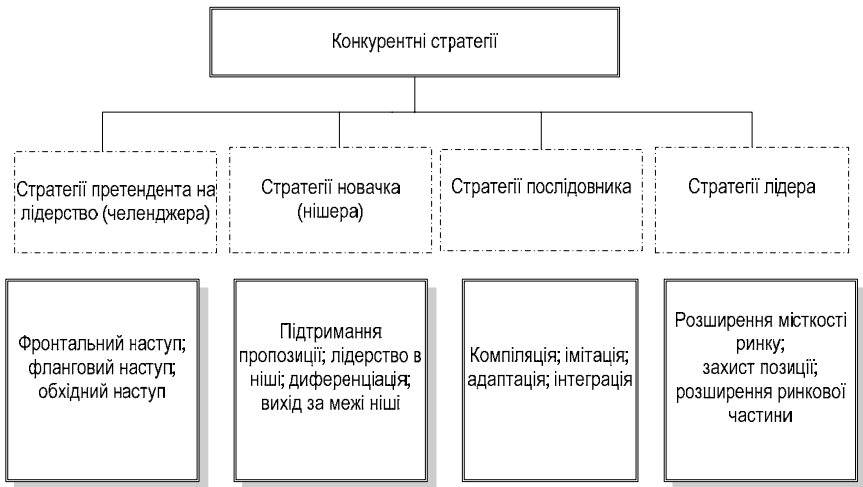 Конкурентні стратегії
Стратегії претендента на
лідерство (челенджера)
Стратегії новачка
(нішера)
Стратегії послідовника
Стратегії лідера
Фронтальний наступ;
фланговий наступ;
обхідний наступ
Підтримання
пропозиції; лідерство в
ніші; диференціація;
вихід за межі ніші
Компіляція; імітація;
адаптація; інтеграція
Розширення місткості
ринку;
захист позиції;
розширення ринкової
частини